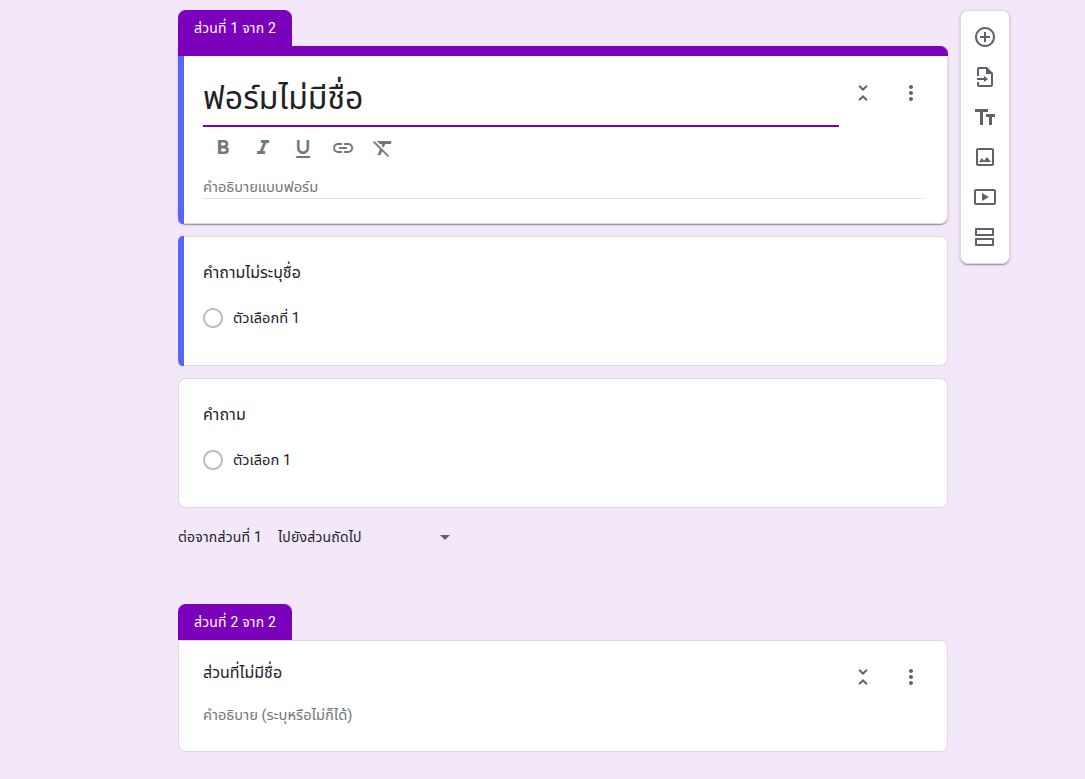 ส่วนที่ 1 จาก 2
ฟอร์มไม่มีชื่อ
B I U
คำอธิบายแบบฟอร์ม
คำถามไม่ระบุชื่อ
ตัวเลือกที่ 1
คำถาม
ตัวเลือก 1
ต่อจากส่วนที่ 1 ไปยังส่วนถัดไป
ส่วนที่ 2 จาก 2
ส่วนที่ไม่มีชื่อ
คำอธิบาย (ระบุหรือไม่ก็ได้)
Tт